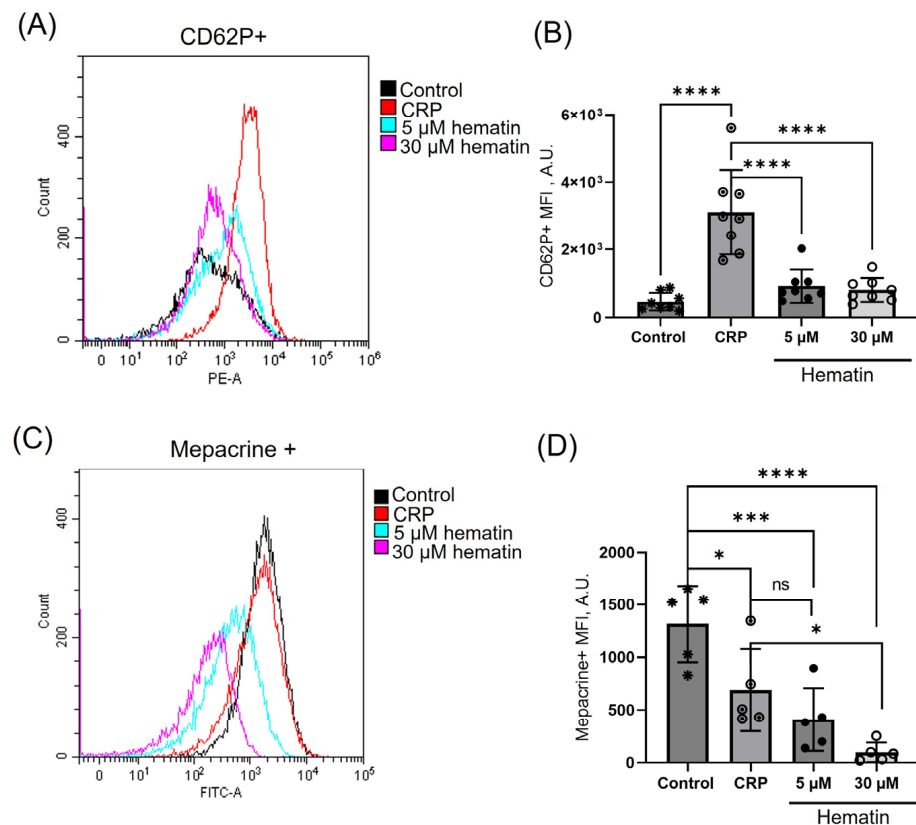 (A)
CD62P+
Count
400
200
0
0 10¹ 10² 10³ 10⁴ 10⁵ 10⁶
PE-A
Control
CRP
5 µM hematin
30 µM hematin
(B)
CD62P+ MFI , A.U.
6×10³
4×10³
2×10³
0
****
****
****
Control CRP 5 µM 30 µM
Hematin
(C)
Mepacrine +
Count
400
200
0
0 10¹ 10² 10³ 10⁴ 10⁵
FITC-A
Control
CRP
5 µM hematin
30 µM hematin
(D)
Mepacrine+ MFI, A.U.
2000
1500
1000
500
0
****
***
*
ns
*
Control CRP 5 µM 30 µM
Hematin